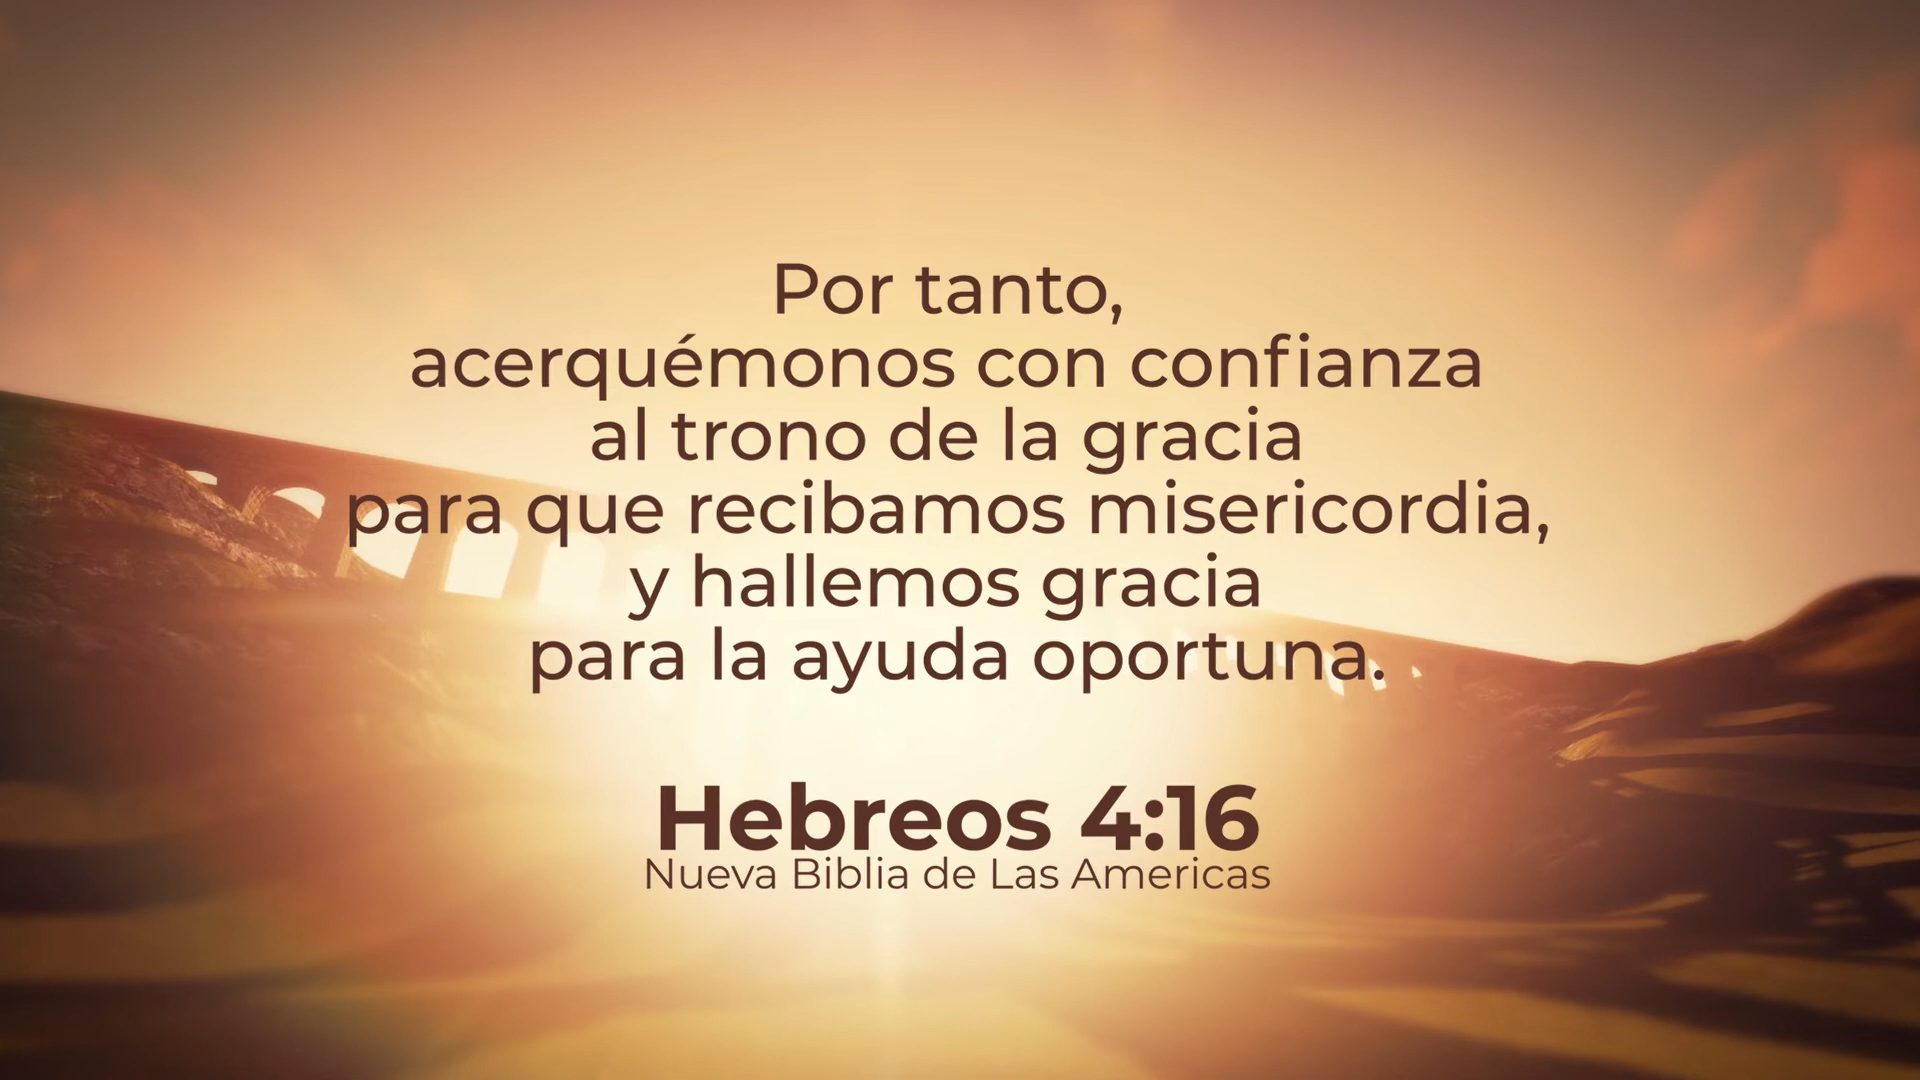 Por tanto,
acerquémonos con confianza
al trono de la gracia
para que recibamos misericordia,
y hallemos gracia
para la ayuda oportuna.
Hebreos 4:16
Nueva Biblia de Las Americas